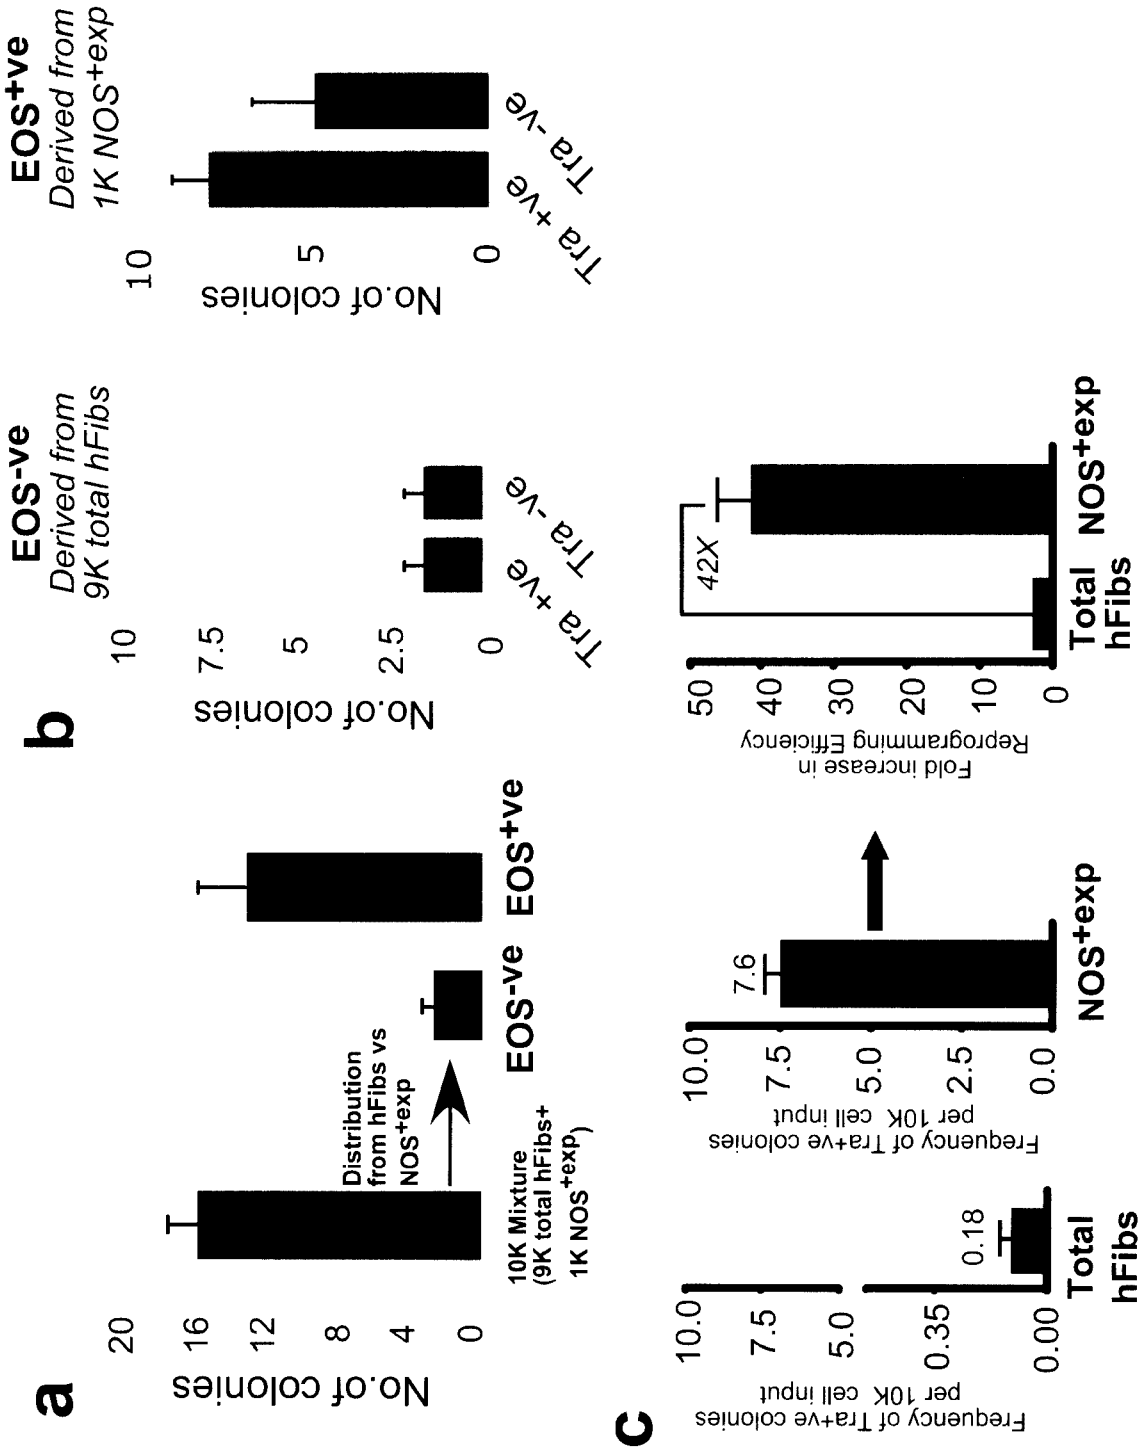 a
No.of colonies
20
16
12
8
4
0
10K Mixture
(9K total hFibs+
1K NOS+exp)
Distribution
from hFibs vs
NOS+exp
EOS-ve
EOS+ve
b
EOS-ve
Derived from
9K total hFibs
No.of colonies
10
7.5
5
2.5
0
Tra +ve
Tra -ve
EOS+ve
Derived from
1K NOS+exp
No.of colonies
10
5
0
Tra +ve
Tra -ve
c
Frequency of Tra+ve colonies
per 10K cell input
10.0
7.5
5.0
0.35
0.00
0.18
Total
hFibs
Frequency of Tra+ve colonies
per 10K cell input
10.0
7.5
5.0
2.5
0.0
7.6
NOS+exp
Fold increase in
Reprogramming Efficiency
50
40
30
20
10
0
42X
Total
hFibs
NOS+exp